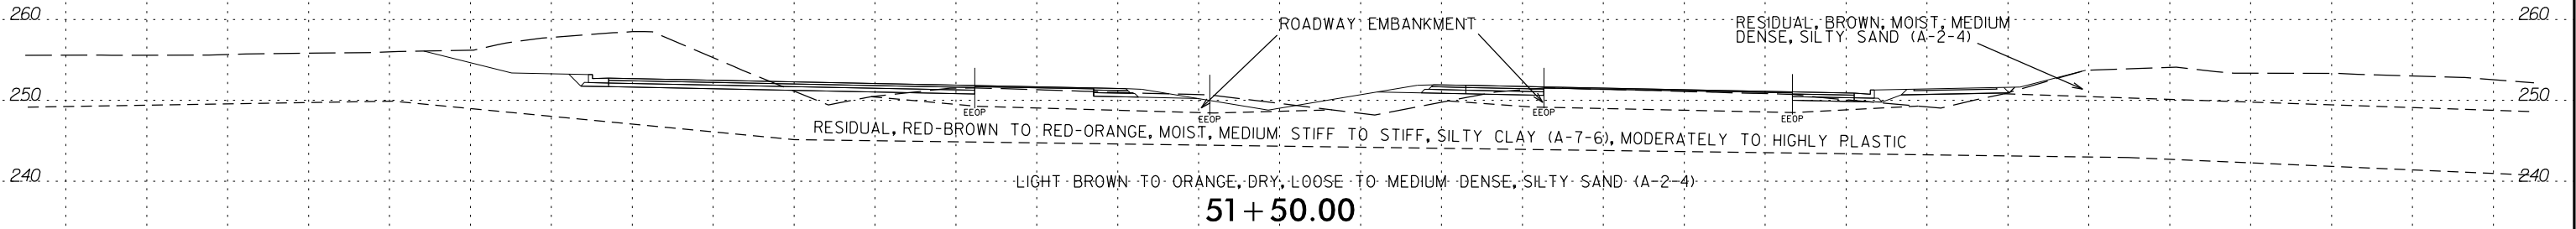 260
ROADWAY EMBANKMENT
RESIDUAL, BROWN, MOIST, MEDIUM
DENSE, SILTY SAND (A-2-4)
260
250
250
EEOP
EEOP
EEOP
EEOP
RESIDUAL, RED-BROWN TO RED-ORANGE, MOIST, MEDIUM STIFF TO STIFF, SILTY CLAY (A-7-6), MODERATELY TO HIGHLY PLASTIC
240
LIGHT BROWN TO ORANGE, DRY, LOOSE TO MEDIUM DENSE, SILTY SAND (A-2-4)
240
51+50.00